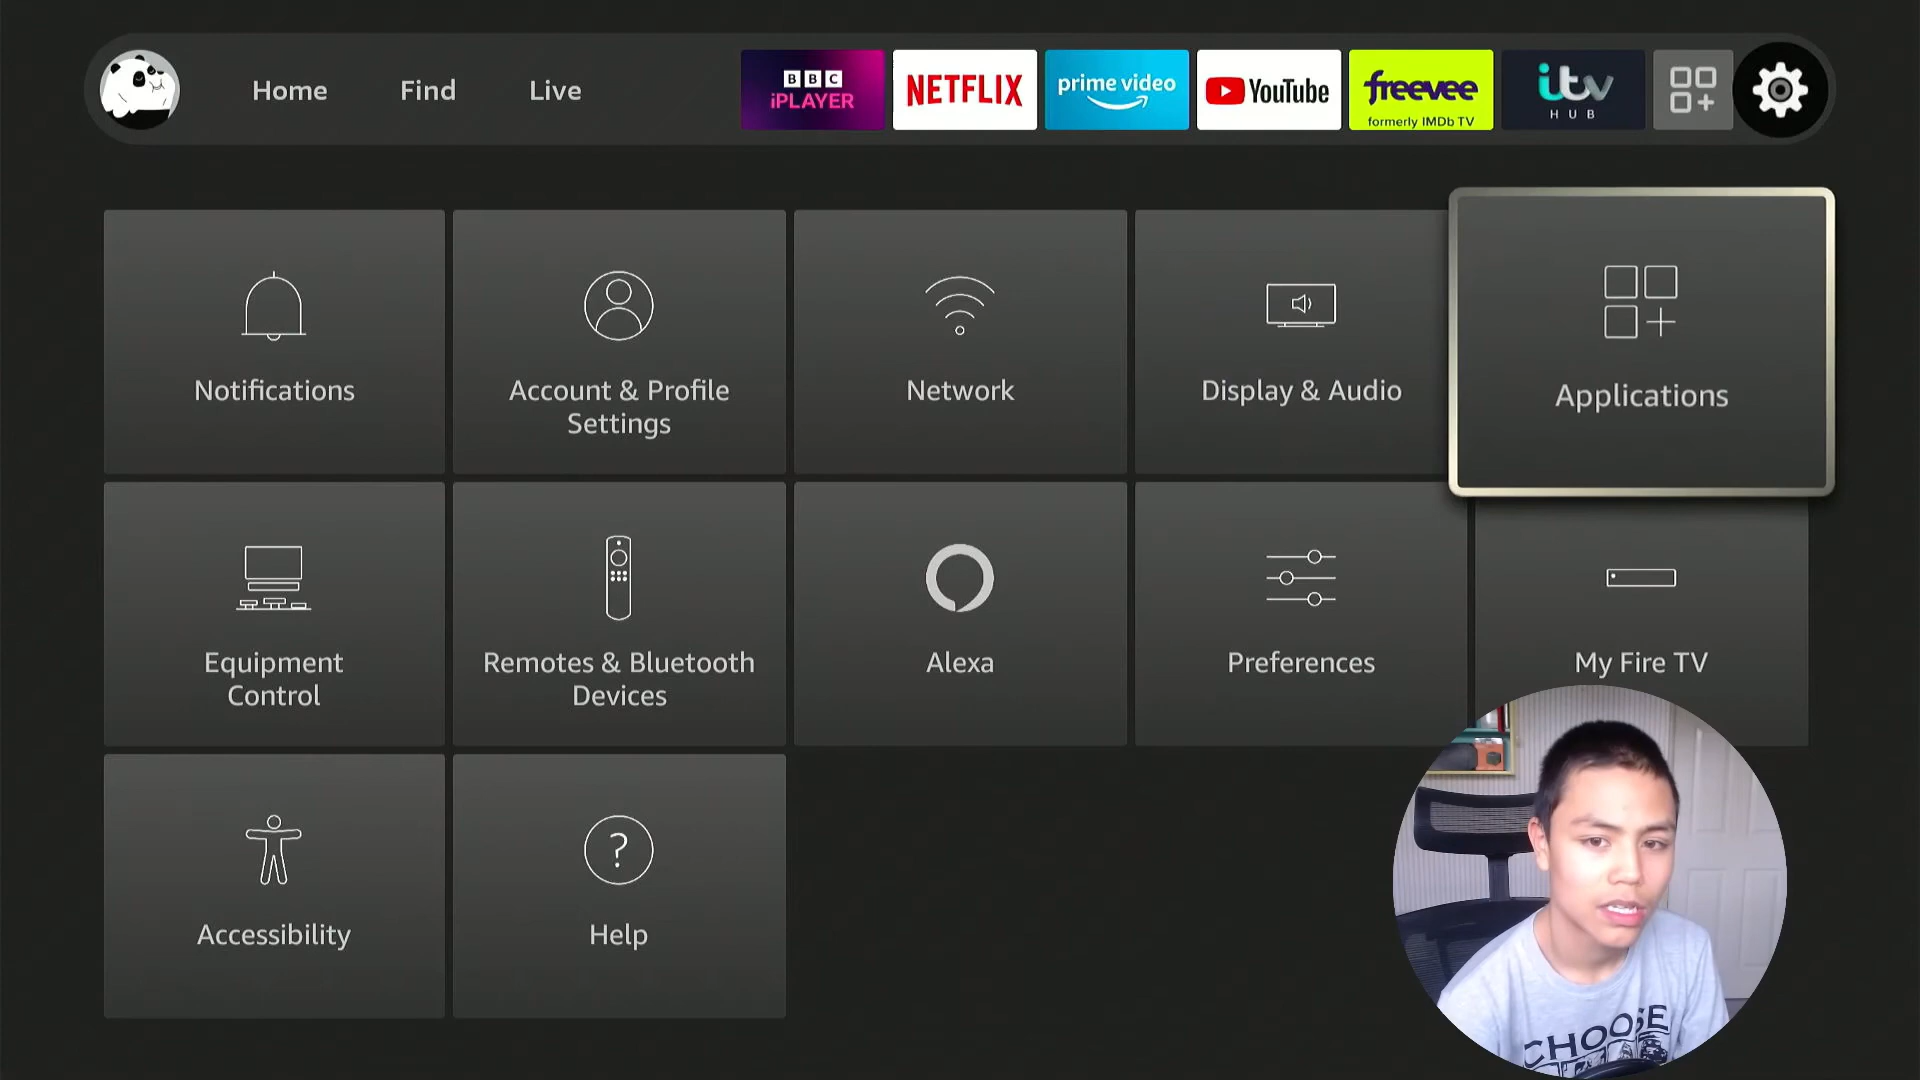 Home Find Live
BBC
iPLAYER
NETFLIX
prime video
YouTube
freevee
formerly IMDb TV
itv
HUB
Notifications
Account & Profile
Settings
Network
Display & Audio
Applications
Equipment
Control
Remotes & Bluetooth
Devices
Alexa
Preferences
My Fire TV
Accessibility
?
Help
CHOOSE